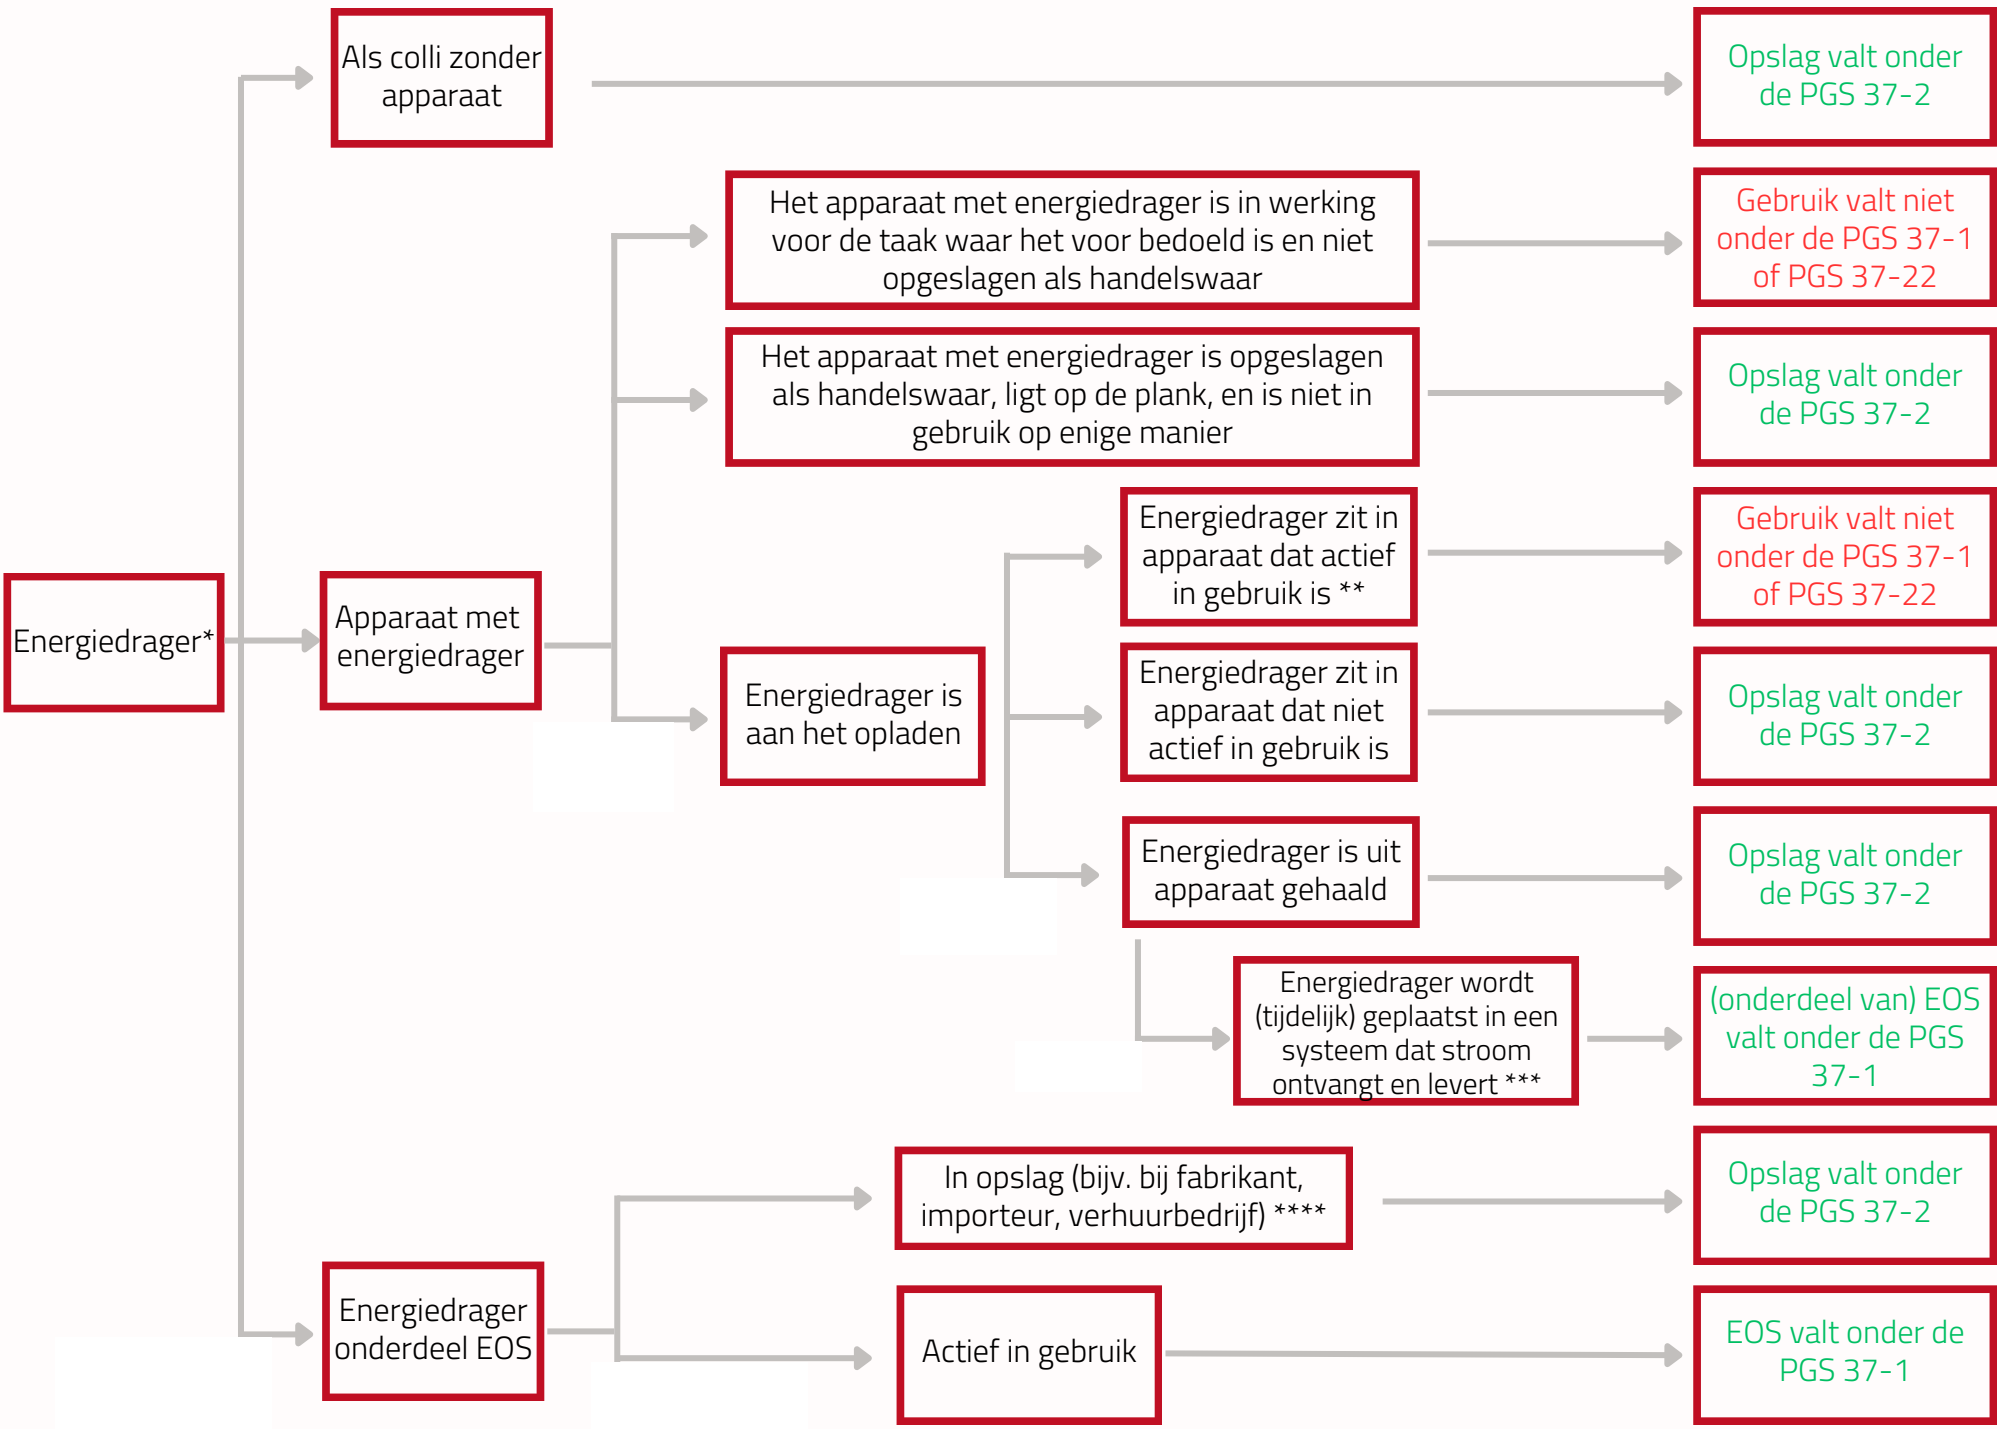 Als colli zonder
apparaat
Opslag valt onder
de PGS 37-2
Het apparaat met energiedrager is in werking
voor de taak waar het voor bedoeld is en niet
opgeslagen als handelswaar
Gebruik valt niet
onder de PGS 37-1
of PGS 37-22
Het apparaat met energiedrager is opgeslagen
als handelswaar, ligt op de plank, en is niet in
gebruik op enige manier
Opslag valt onder
de PGS 37-2
Energiedrager*
Apparaat met
energiedrager
Energiedrager is
aan het opladen
Energiedrager zit in
apparaat dat actief
in gebruik is **
Gebruik valt niet
onder de PGS 37-1
of PGS 37-22
Energiedrager zit in
apparaat dat niet
actief in gebruik is
Opslag valt onder
de PGS 37-2
Energiedrager is uit
apparaat gehaald
Opslag valt onder
de PGS 37-2
Energiedrager wordt
(tijdelijk) geplaatst in een
systeem dat stroom
ontvangt en levert ***
(onderdeel van) EOS
valt onder de PGS
37-1
Energiedrager
onderdeel EOS
In opslag (bijv. bij fabrikant,
importeur, verhuurbedrijf) ****
Opslag valt onder
de PGS 37-2
Actief in gebruik
EOS valt onder de
PGS 37-1